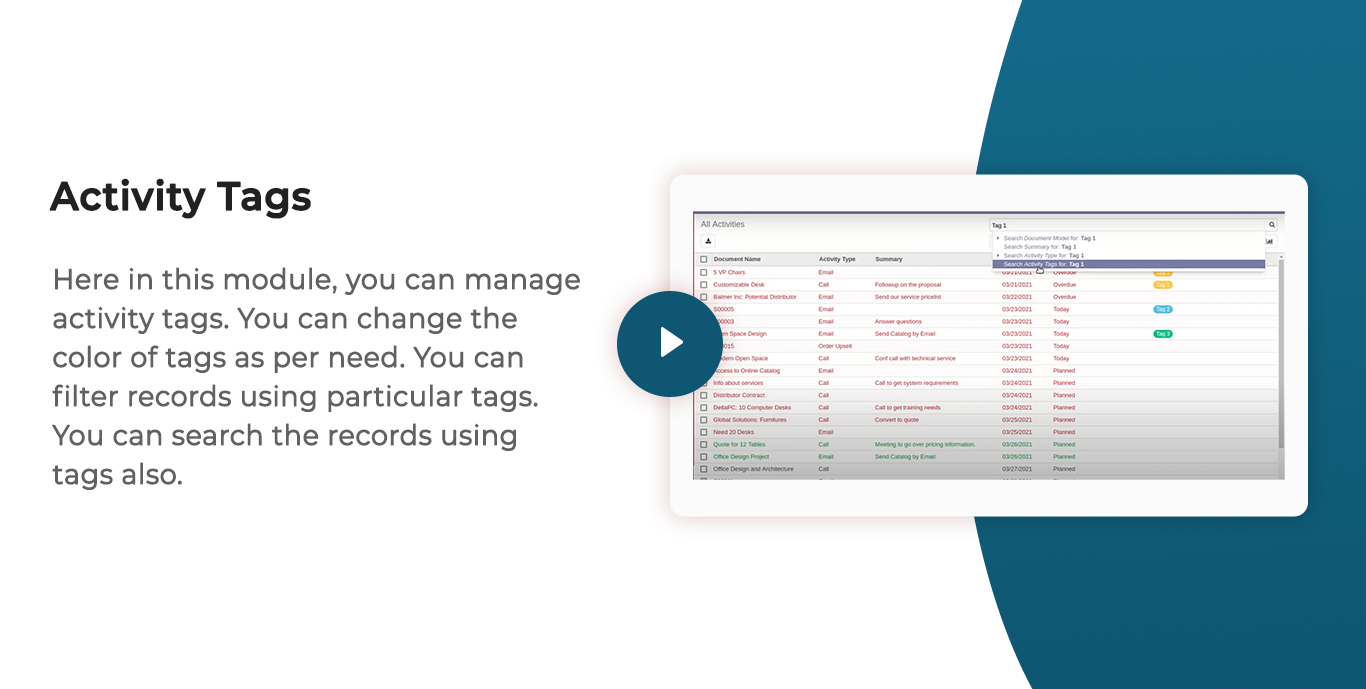 Activity Tags
Here in this module, you can manage
activity tags. You can change the
color of tags as per need. You can
filter records using particular tags.
You can search the records using
tags also.
All Activities
Tag 1
Search Document Model for: Tag 1
Search Summary for: Tag 1
Search Activity Type for: Tag 1
Search Activity Tags for: Tag 1
Document Name Activity Type Summary
5 VP Chairs Email 03/21/2021 Overdue
Customizable Desk Call Followup on the proposal 03/21/2021 Overdue Tag 1
Balmer Inc: Potential Distributor Email Send our service pricelist 03/22/2021 Overdue
S00005 Email 03/23/2021 Today Tag 2
Email Answer questions 03/23/2021 Today
Space Design Email Send Catalog by Email 03/23/2021 Today Tag 3
Order Upsell 03/23/2021 Today
Open Space Call Conf call with technical service 03/23/2021 Today
Access to Online Catalog Email 03/24/2021 Planned
Info about services Call Call to get system requirements 03/24/2021 Planned
Distributor Contract Call 03/24/2021 Planned
DeltaPC: 10 Computer Desks Call Call to get training needs 03/24/2021 Planned
Global Solutions: Furnitures Call Convert to quote 03/25/2021 Planned
Need 20 Desks Email 03/25/2021 Planned
Quote for 12 Tables Call Meeting to go over pricing information. 03/26/2021 Planned
Office Design Project Email Send Catalog by Email 03/26/2021 Planned
Office Design and Architecture Call 03/27/2021 Planned